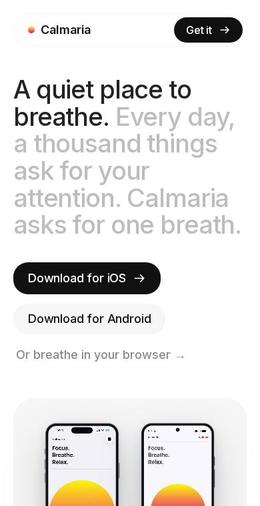 Calmaria
Get it →
A quiet place to
breathe. Every day,
a thousand things
ask for your
attention. Calmaria
asks for one breath.
Download for iOS →
Download for Android
Or breathe in your browser →
Focus.
Breathe.
Relax.
Focus.
Breathe.
Relax.